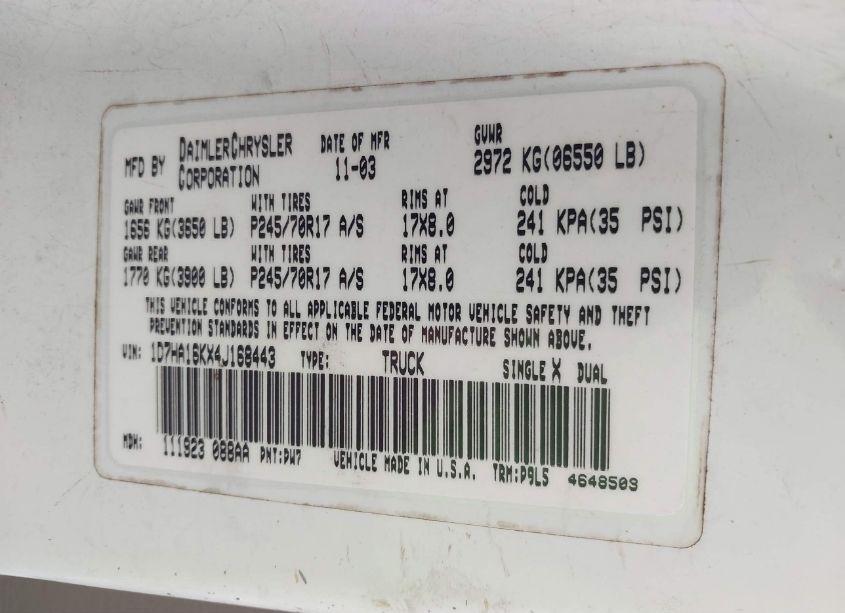 MFD BY DAIMLERCHRYSLER CORPORATION DATE OF MFR 11-03 GVWR 2972 KG(06550 LB)
GAWR FRONT WITH TIRES RIMS AT COLD
1656 KG(3650 LB) P245/70R17 A/S 17X8.0 241 KPA(35 PSI)
GAWR REAR WITH TIRES RIMS AT COLD
1770 KG(3900 LB) P245/70R17 A/S 17X8.0 241 KPA(35 PSI)
THIS VEHICLE CONFORMS TO ALL APPLICABLE FEDERAL MOTOR VEHICLE SAFETY AND THEFT
PREVENTION STANDARDS IN EFFECT ON THE DATE OF MANUFACTURE SHOWN ABOVE.
VIN: 1D7HA16KX4J168443 TYPE: TRUCK SINGLE X DUAL
MDH: 111923 088AA PNT:PW7 VEHICLE MADE IN U.S.A. TRM:P9L5 4648503